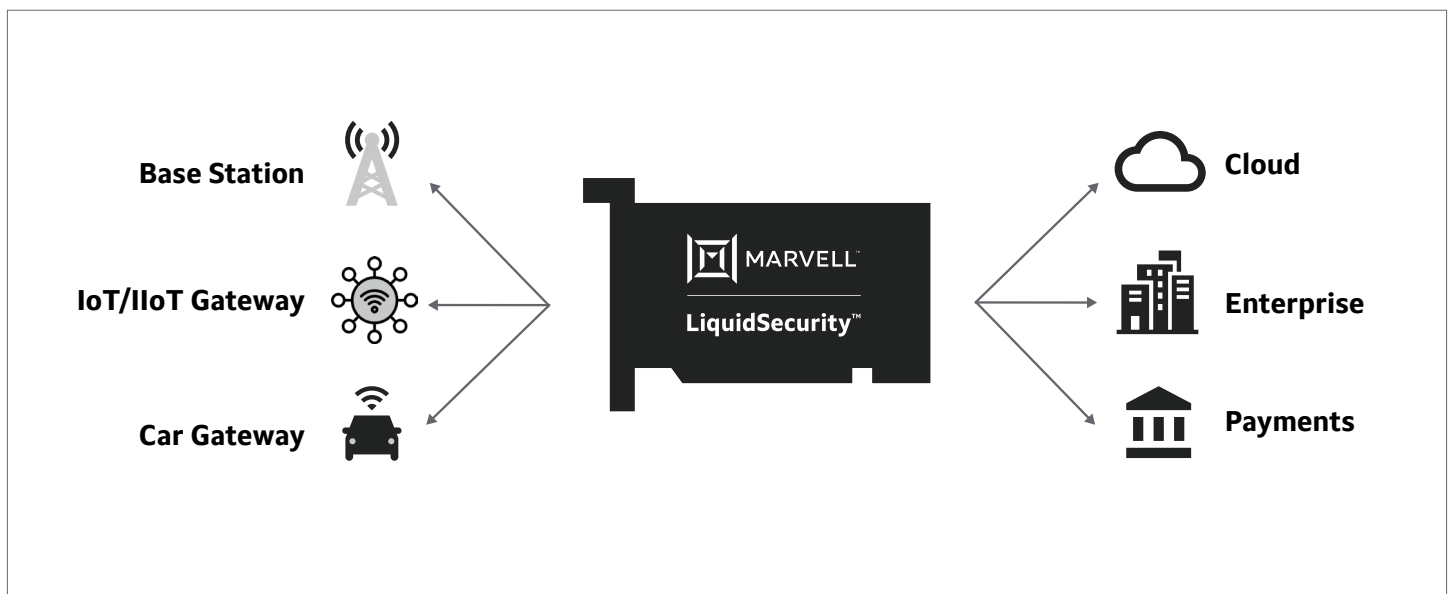 Base Station
IoT/IIoT Gateway
Car Gateway
MARVELL™
LiquidSecurity™
Cloud
Enterprise
Payments